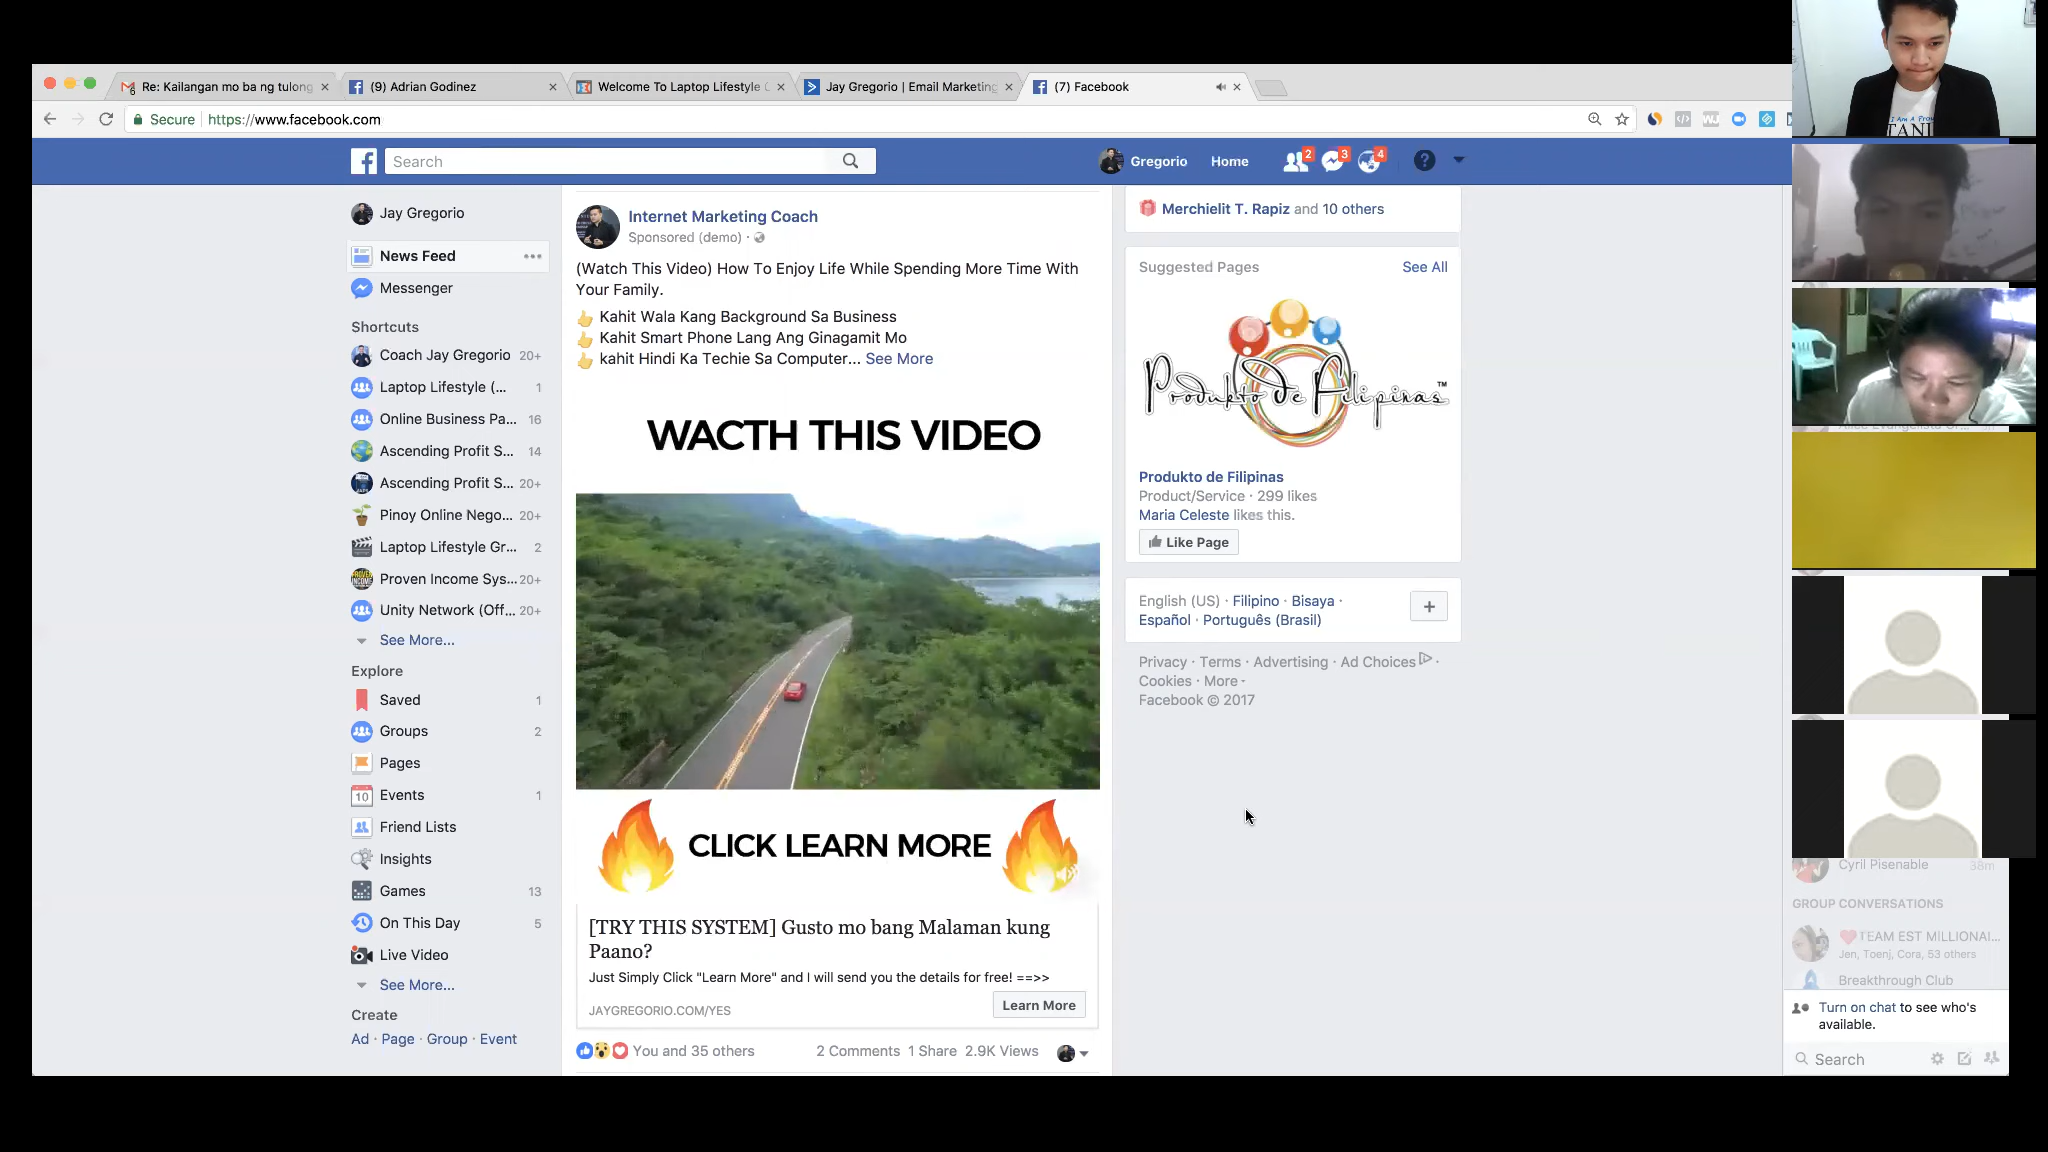 Re: Kailangan mo ba ng tulong
(9) Adrian Godinez
Welcome To Laptop Lifestyle
Jay Gregorio | Email Marketing
(7) Facebook
Secure https://www.facebook.com
Search
Gregorio
Home
2
3
4
Jay Gregorio
News Feed
Messenger
Shortcuts
Coach Jay Gregorio 20+
Laptop Lifestyle (... 1
Online Business Pa... 16
Ascending Profit S... 14
Ascending Profit S... 20+
Pinoy Online Nego... 20+
Laptop Lifestyle Gr... 2
Proven Income Sys... 20+
Unity Network (Off... 20+
See More...
Explore
Saved 1
Groups 2
Pages
10 Events 1
Friend Lists
Insights
Games 13
On This Day 5
Live Video
See More...
Create
Ad · Page · Group · Event
Internet Marketing Coach
Sponsored (demo) ·
(Watch This Video) How To Enjoy Life While Spending More Time With
Your Family.
Kahit Wala Kang Background Sa Business
Kahit Smart Phone Lang Ang Ginagamit Mo
kahit Hindi Ka Techie Sa Computer... See More
WACTH THIS VIDEO
CLICK LEARN MORE
[TRY THIS SYSTEM] Gusto mo bang Malaman kung
Paano?
Just Simply Click "Learn More" and I will send you the details for free! ==>>
JAYGREGORIO.COM/YES
Learn More
You and 35 others
2 Comments 1 Share 2.9K Views
Merchielit T. Rapiz and 10 others
Suggested Pages
See All
Produkto de Filipinas™
Produkto de Filipinas
Product/Service · 299 likes
Maria Celeste likes this.
Like Page
English (US) · Filipino · Bisaya ·
Español · Português (Brasil)
Privacy · Terms · Advertising · Ad Choices ·
Cookies · More
Facebook © 2017
I Am A Prou
Cyril Pisenable 38m
GROUP CONVERSATIONS
TEAM EST MILLIONAI...
Jen, Toenj, Cora, 53 others
Breakthrough Club
Turn on chat to see who's
available.
Search